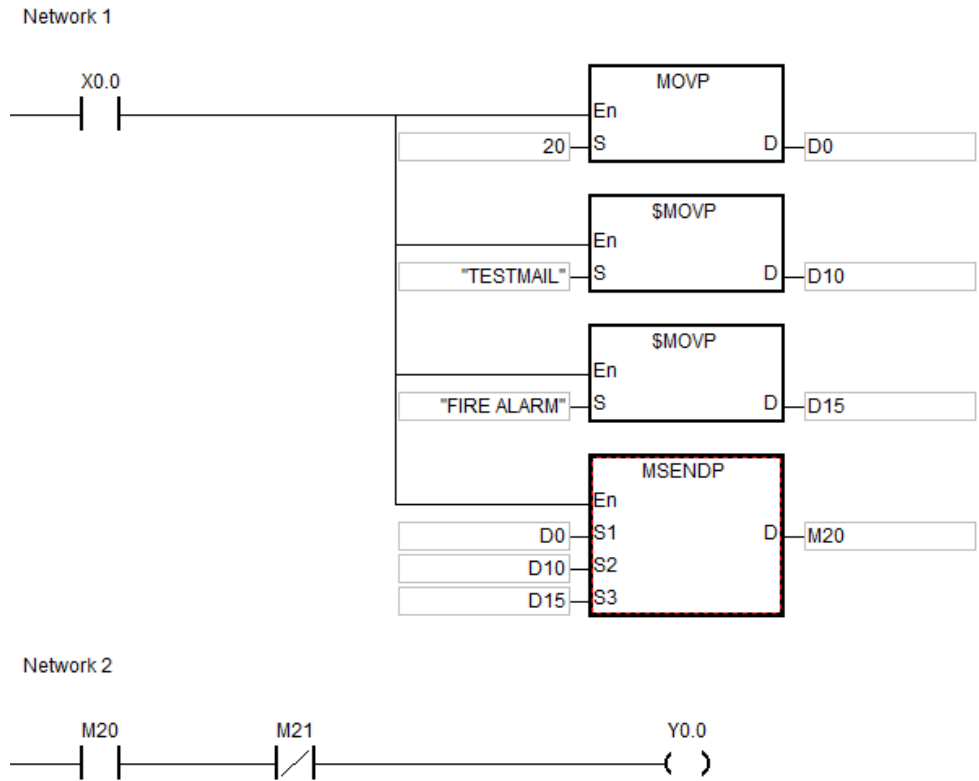 Network 1
X0.0
MOVP
En
20 S D D0
$MOVP
En
"TESTMAIL" S D D10
$MOVP
En
"FIRE ALARM" S D D15
MSENDP
En
D0 S1 D M20
D10 S2
D15 S3
Network 2
M20 M21 Y0.0